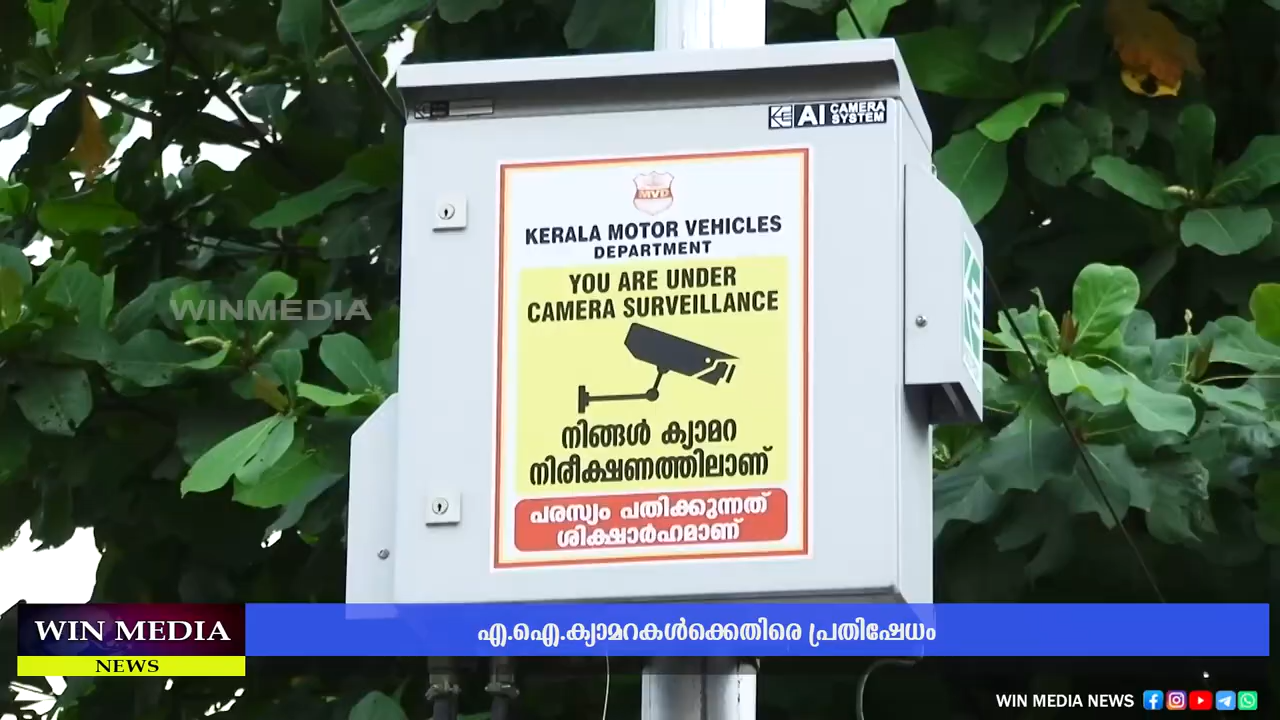 AI CAMERA SYSTEM
MVD
KERALA MOTOR VEHICLES
DEPARTMENT
YOU ARE UNDER
CAMERA SURVEILLANCE
നിങ്ങൾ ക്യാമറ
നിരീക്ഷണത്തിലാണ്
പരസ്യം പതിക്കുന്നത്
ശിക്ഷാർഹമാണ്
WINMEDIA
WIN MEDIA
NEWS
എ.ഐ.ക്യാമറകൾക്കെതിരെ പ്രതിഷേധം
WIN MEDIA NEWS